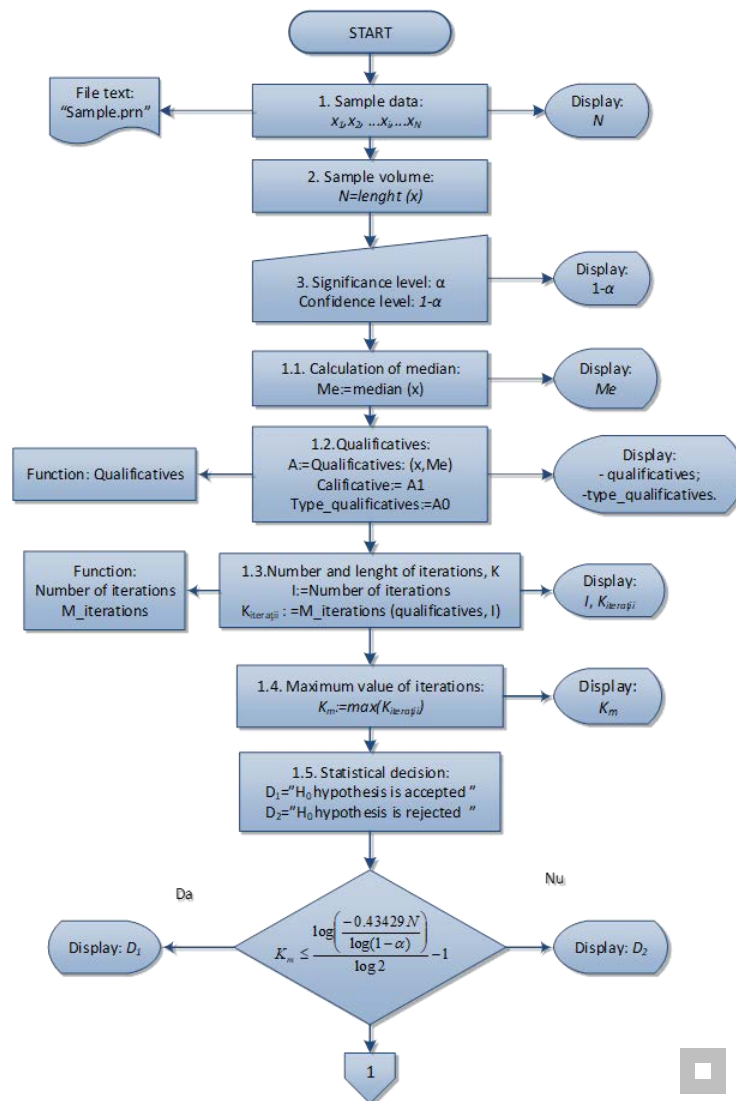 START
File text:
"Sample.prn"
1. Sample data:
x1,x2, ...xi,...xN
Display:
N
2. Sample volume:
N=lenght (x)
3. Significance level: α
Confidence level: 1-α
Display:
1-α
1.1. Calculation of median:
Me:=median (x)
Display:
Me
Function: Qualificatives
1.2.Qualificatives:
A:=Qualificatives: (x,Me)
Calificative:= A1
Type_qualificatives:=A0
Display:
- qualificatives;
-type_qualificatives.
Function:
Number of iterations
M_iterations
1.3.Number and lenght of iterations, K
I:=Number of iterations
Kiteraţii : =M_iterations (qualificatives, I)
Display:
I, Kiteraţii
1.4. Maximum value of iterations:
Km:=max(Kiteraţii)
Display:
Km
1.5. Statistical decision:
D1="H0 hypothesis is accepted "
D2="H0 hypothesis is rejected "
Da
Nu
Display: D1
Km ≤ log(-0.43429 N / log(1-α)) / log 2 -1
Display: D2
1